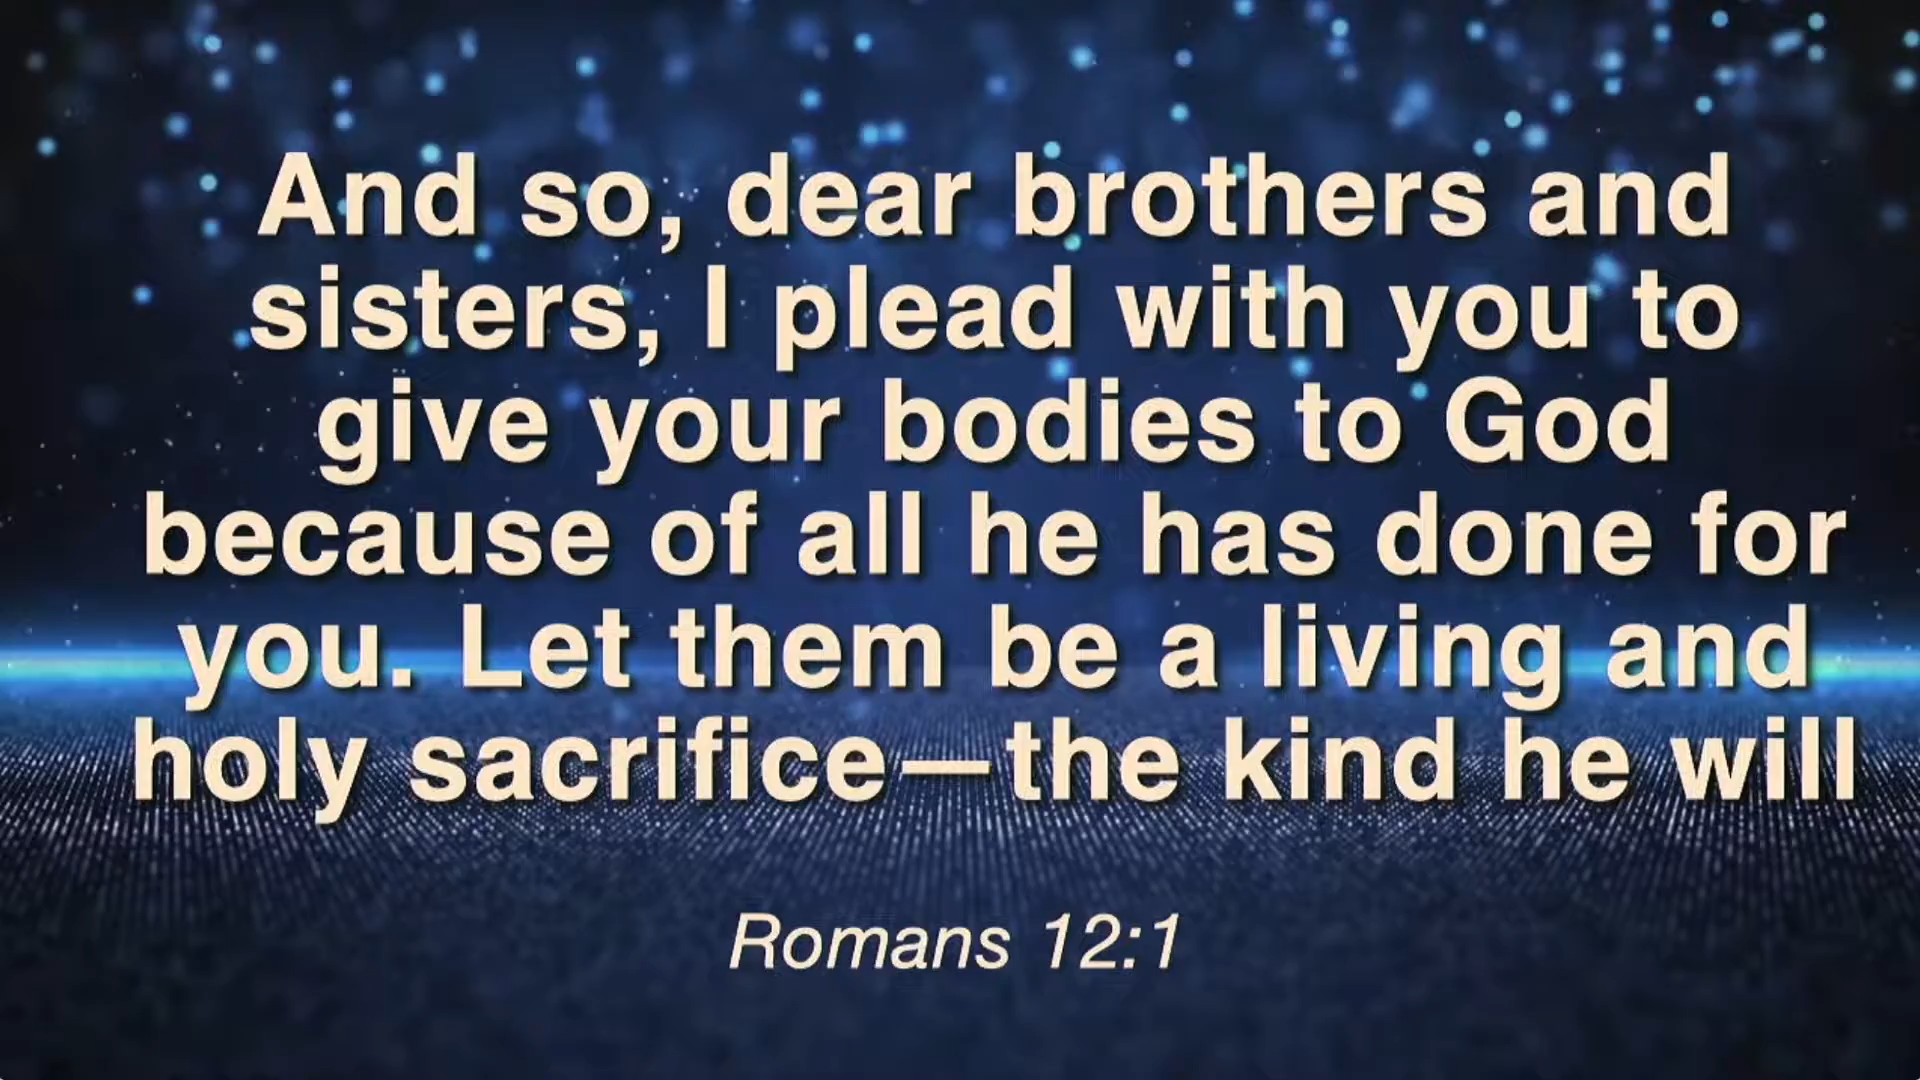 And so, dear brothers and
sisters, I plead with you to
give your bodies to God
because of all he has done for
you. Let them be a living and
holy sacrifice—the kind he will
Romans 12:1